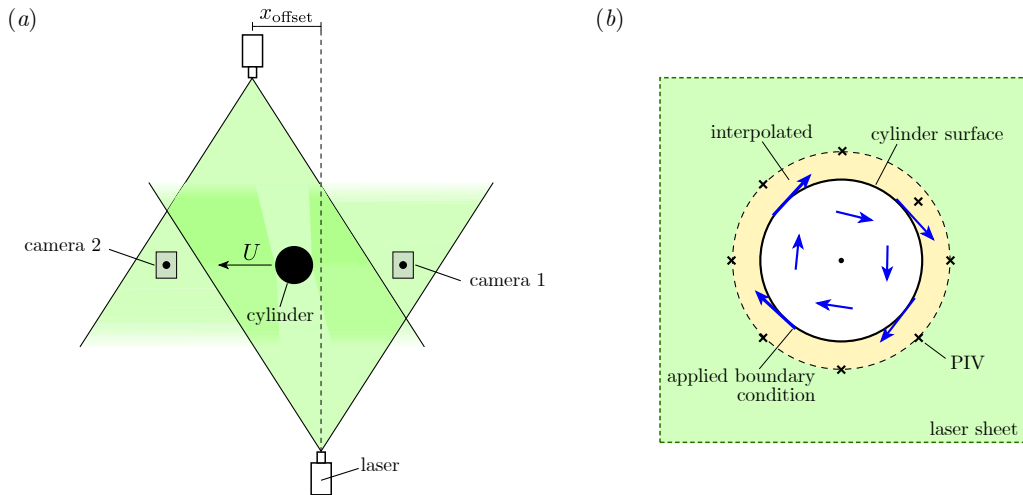 (a)
x_offset
camera 2
U
camera 1
cylinder
laser
(b)
interpolated
cylinder surface
applied boundary
condition
PIV
laser sheet